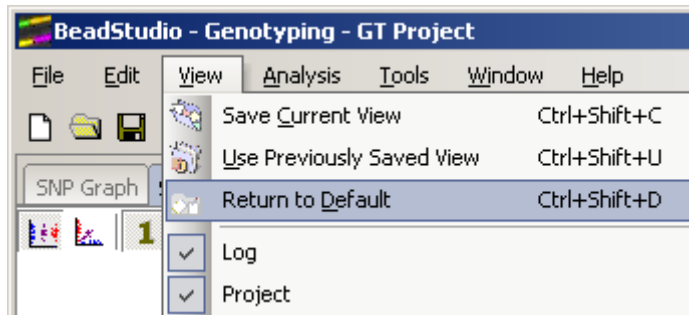 BeadStudio - Genotyping - GT Project
File Edit View Analysis Tools Window Help
Save Current View Ctrl+Shift+C
Use Previously Saved View Ctrl+Shift+U
SNP Graph
Return to Default Ctrl+Shift+D
1
Log
Project